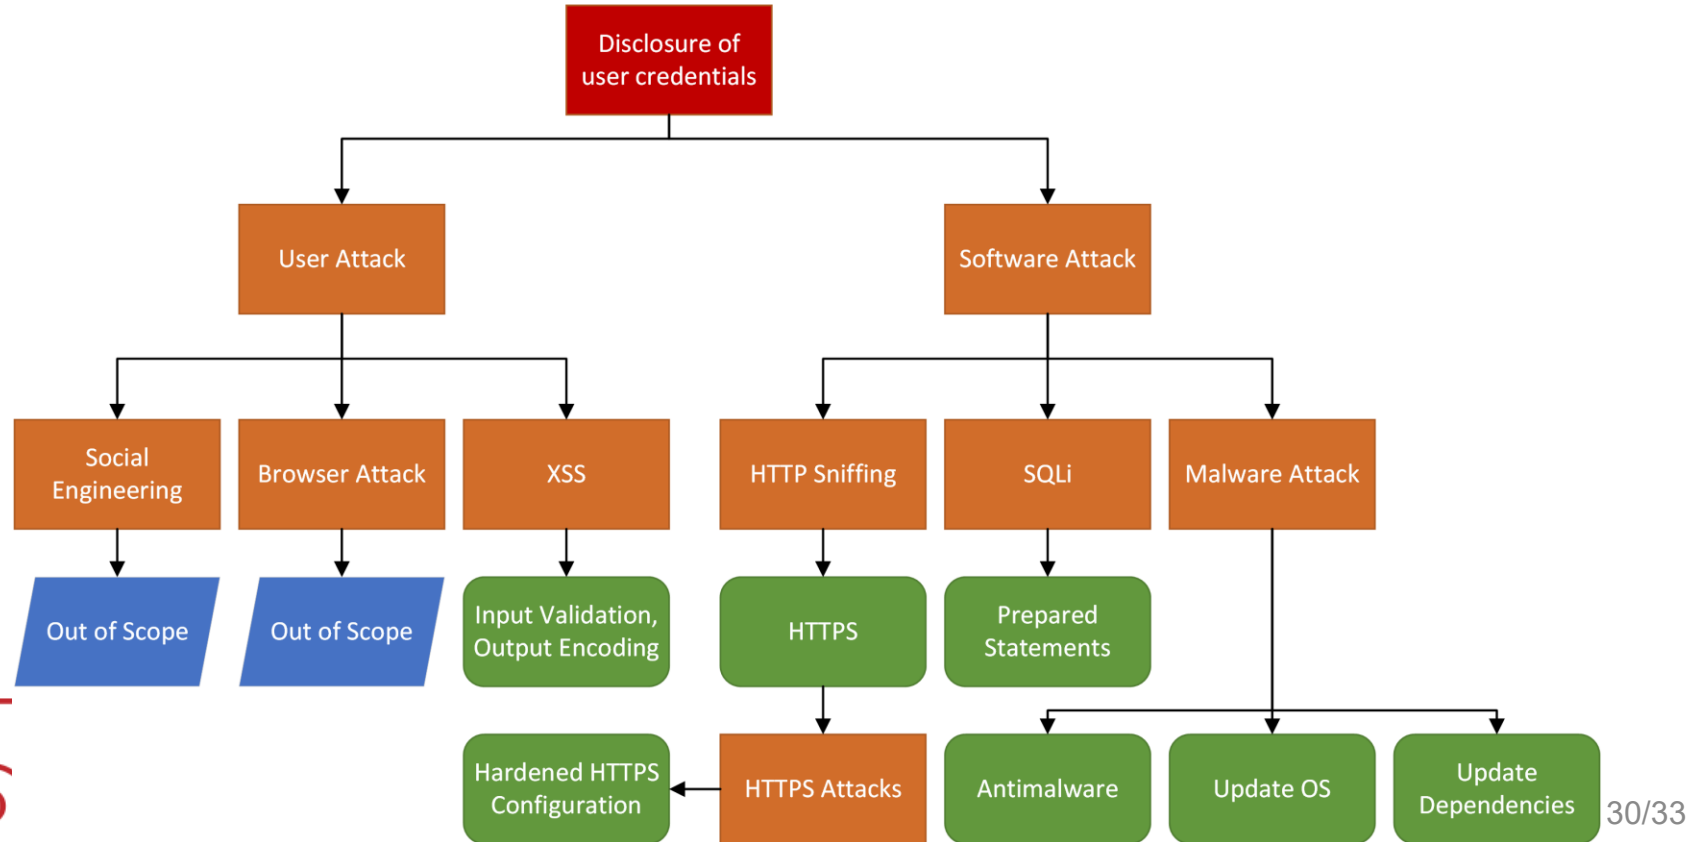 Disclosure of
user credentials
User Attack
Software Attack
Social
Engineering
Browser Attack
XSS
HTTP Sniffing
SQLi
Malware Attack
Out of Scope
Out of Scope
Input Validation,
Output Encoding
HTTPS
Prepared
Statements
Hardened HTTPS
Configuration
HTTPS Attacks
Antimalware
Update OS
Update
Dependencies
30/33